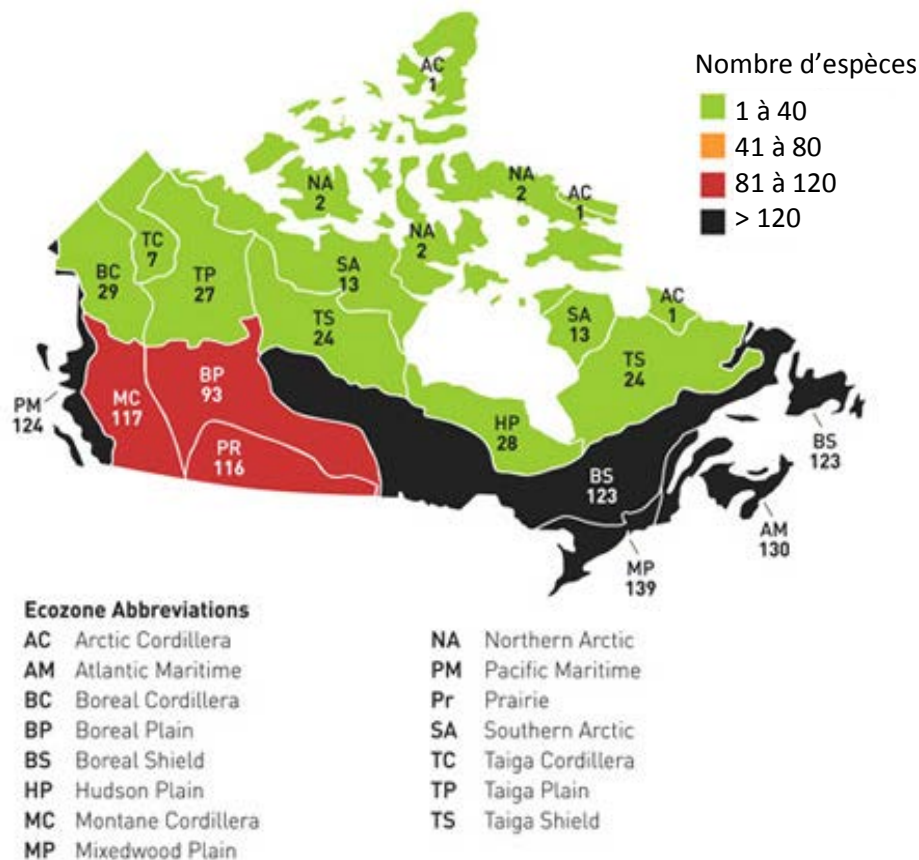 Nombre d'espèces
1 à 40
41 à 80
81 à 120
> 120
AC
1
NA
2
NA
2
AC
1
NA
2
TC
7
BC
29
TP
27
SA
13
TS
24
SA
13
AC
1
TS
24
PM
124
MC
117
BP
93
PR
116
HP
28
BS
123
BS
123
AM
130
MP
139
Ecozone Abbreviations
AC Arctic Cordillera
AM Atlantic Maritime
BC Boreal Cordillera
BP Boreal Plain
BS Boreal Shield
HP Hudson Plain
MC Montane Cordillera
MP Mixedwood Plain
NA Northern Arctic
PM Pacific Maritime
Pr Prairie
SA Southern Arctic
TC Taiga Cordillera
TP Taiga Plain
TS Taiga Shield